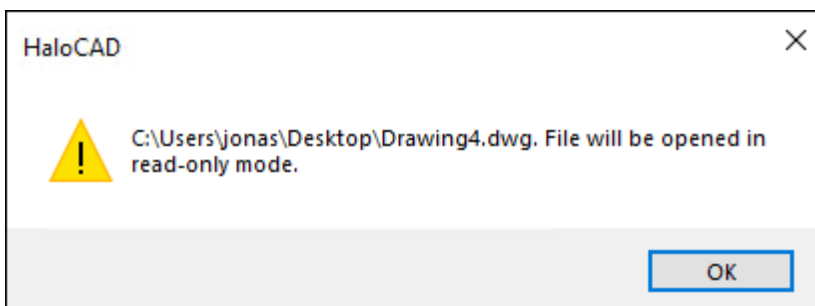 HaloCAD
C:\Users\jonas\Desktop\Drawing4.dwg. File will be opened in
read-only mode.
OK